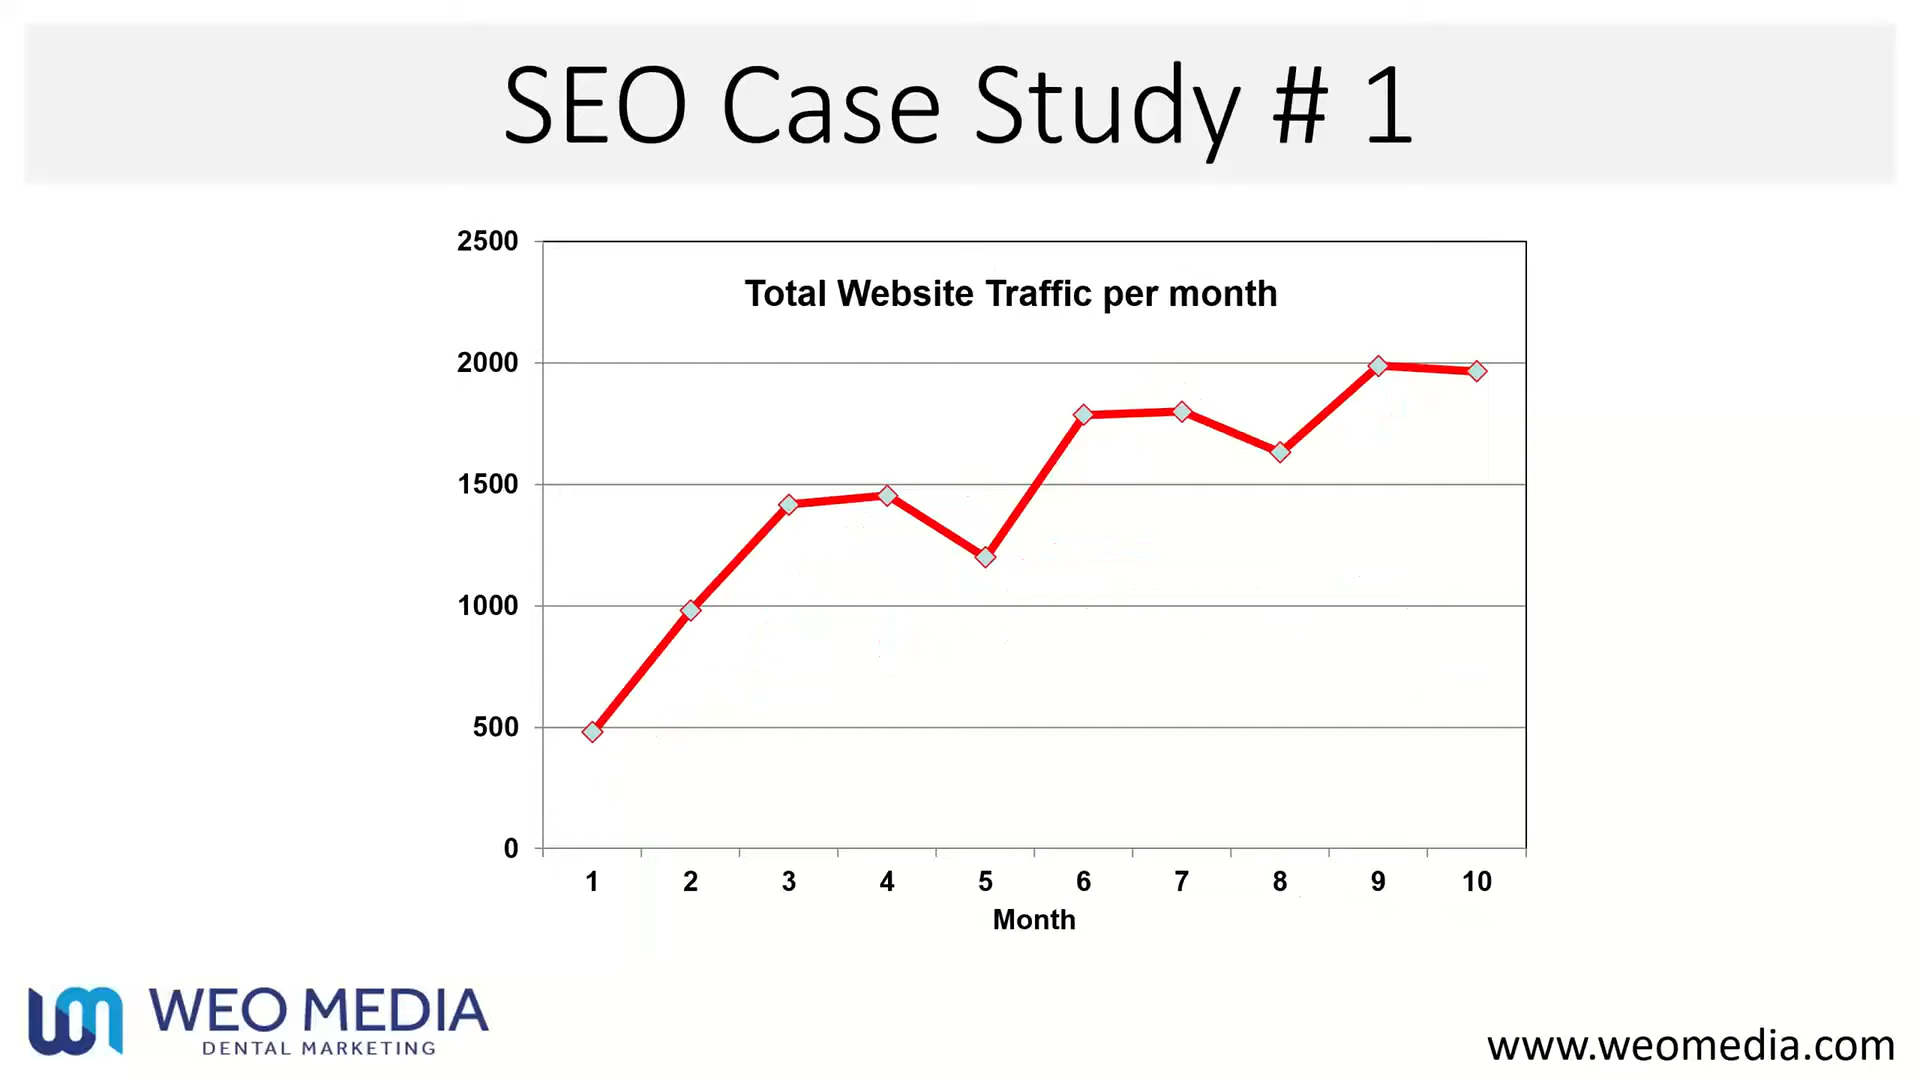 SEO Case Study # 1
Total Website Traffic per month
2500
2000
1500
1000
500
0
1 2 3 4 5 6 7 8 9 10
Month
WEO MEDIA
DENTAL MARKETING
www.weomedia.com